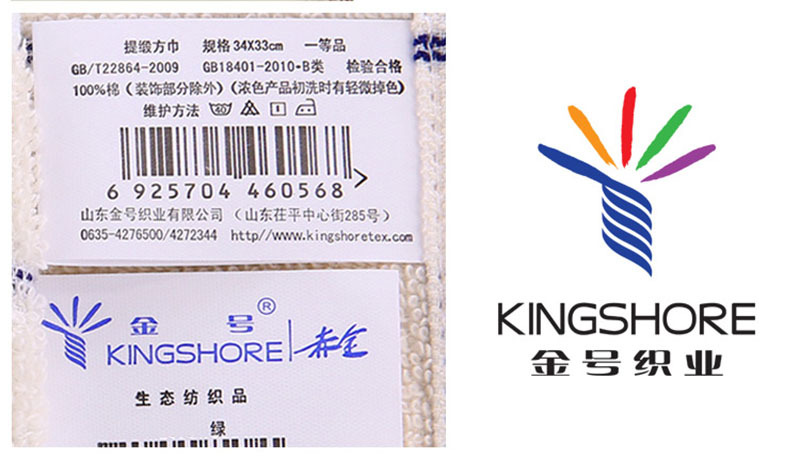 提缎方巾 规格34X33cm 一等品
GB/T22864-2009 GB18401-2010·B类 检验合格
100%棉（装饰部分除外）（浓色产品初洗时有轻微掉色）
维护方法
6 925704 460568
山东金号织业有限公司 （山东茌平中心街285号）
0635-4276500/4272344 http//www.kingshoretex.com
金号®
KINGSHORE
生态纺织品
绿
KINGSHORE
金号织业